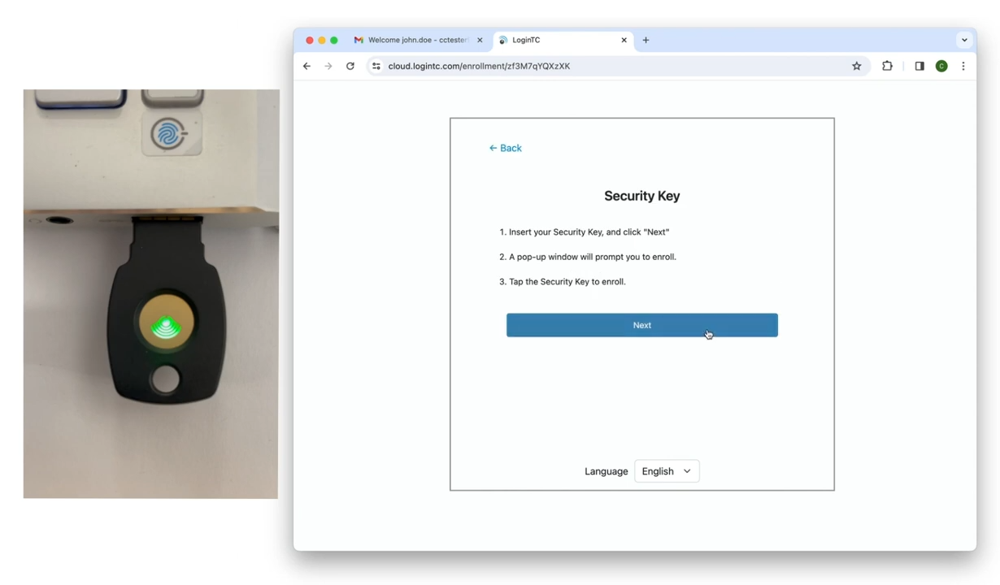 Welcome john.doe - cctester
LoginTC
cloud.logintc.com/enrollment/zf3M7qYQXzXK
C
← Back
Security Key
1. Insert your Security Key, and click "Next"
2. A pop-up window will prompt you to enroll.
3. Tap the Security Key to enroll.
Next
Language English